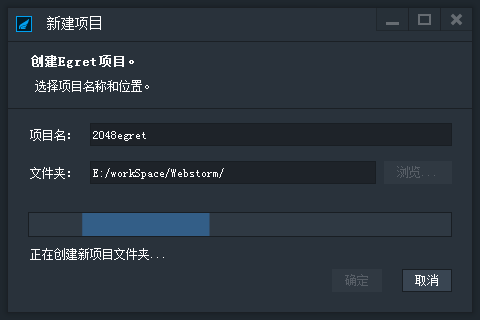 新建项目
创建Egret项目。
选择项目名称和位置。
项目名: 2048egret
文件夹: E:/workSpace/Webstorm/ 浏览...
正在创建新项目文件夹...
确定 取消